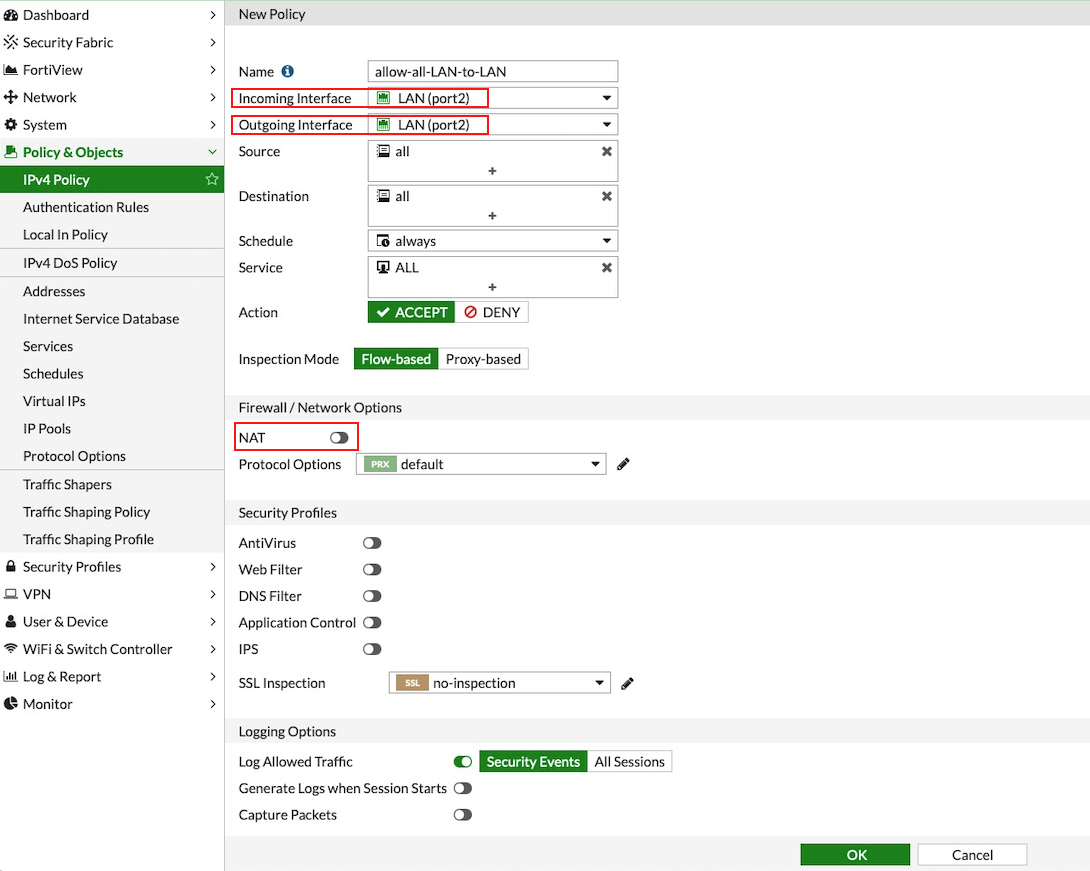 Dashboard
Security Fabric
FortiView
Network
System
Policy & Objects
IPv4 Policy
Authentication Rules
Local In Policy
IPv4 DoS Policy
Addresses
Internet Service Database
Services
Schedules
Virtual IPs
IP Pools
Protocol Options
Traffic Shapers
Traffic Shaping Policy
Traffic Shaping Profile
Security Profiles
VPN
User & Device
WiFi & Switch Controller
Log & Report
Monitor
New Policy
Name allow-all-LAN-to-LAN
Incoming Interface LAN (port2)
Outgoing Interface LAN (port2)
Source all
+
Destination all
+
Schedule always
Service ALL
+
Action ACCEPT DENY
Inspection Mode Flow-based Proxy-based
Firewall / Network Options
NAT
Protocol Options PRX default
Security Profiles
AntiVirus
Web Filter
DNS Filter
Application Control
IPS
SSL Inspection SSL no-inspection
Logging Options
Log Allowed Traffic Security Events All Sessions
Generate Logs when Session Starts
Capture Packets
OK Cancel